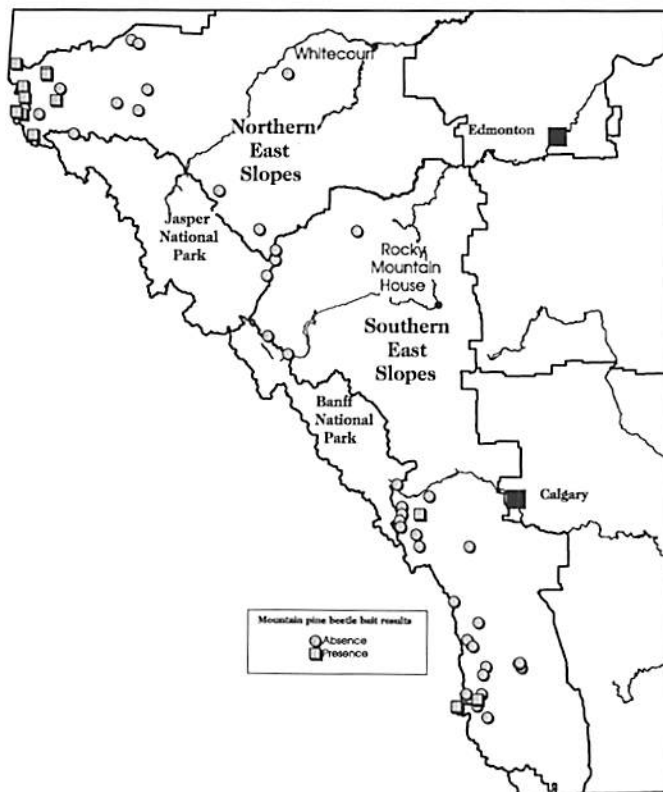 Whitecourt
Northern
East
Slopes
Edmonton
Jasper
National
Park
Rocky
Mountain
House
Southern
East
Slopes
Banff
National
Park
Calgary
Mountain pine beetle bait results
Absence
Presence